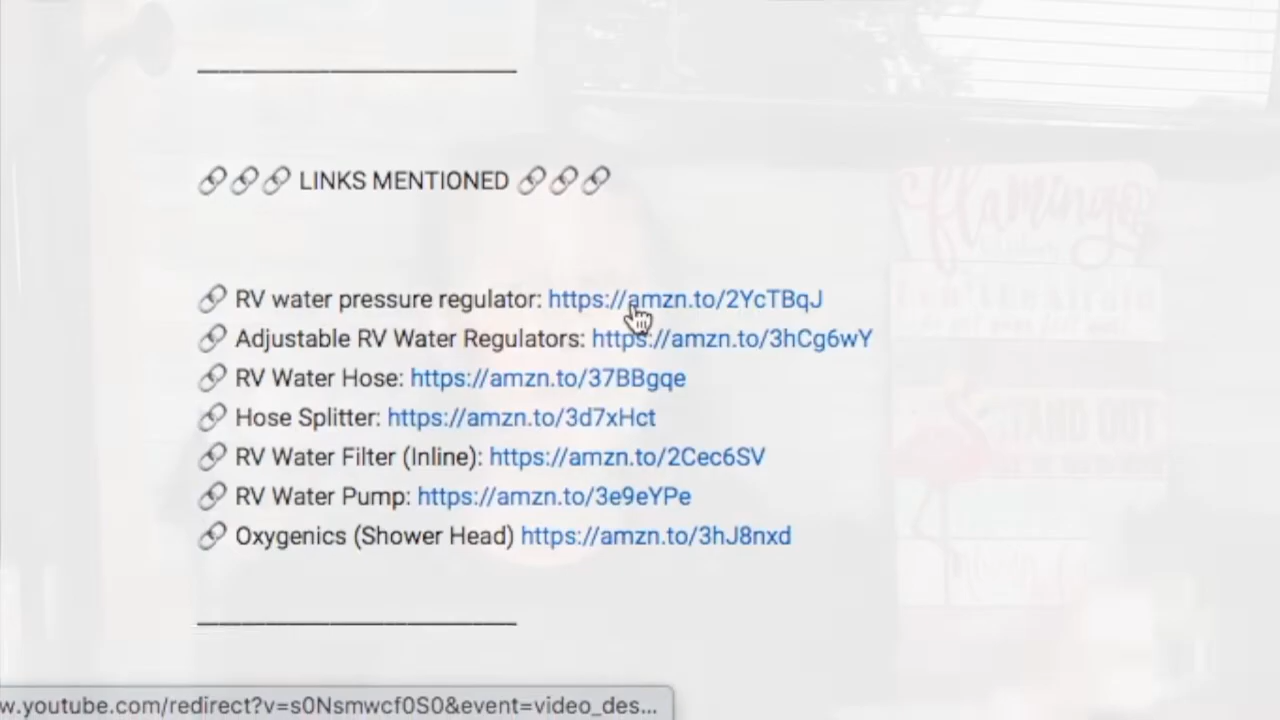 🔗🔗🔗 LINKS MENTIONED 🔗🔗🔗
🔗 RV water pressure regulator: https://amzn.to/2YcTBqJ
🔗 Adjustable RV Water Regulators: https://amzn.to/3hCg6wY
🔗 RV Water Hose: https://amzn.to/37BBgqe
🔗 Hose Splitter: https://amzn.to/3d7xHct
🔗 RV Water Filter (Inline): https://amzn.to/2Cec6SV
🔗 RV Water Pump: https://amzn.to/3e9eYPe
🔗 Oxygenics (Shower Head) https://amzn.to/3hJ8nxd
w.youtube.com/redirect?v=s0Nsmwcf0S0&event=video_des...
flamingo
STAND OUT